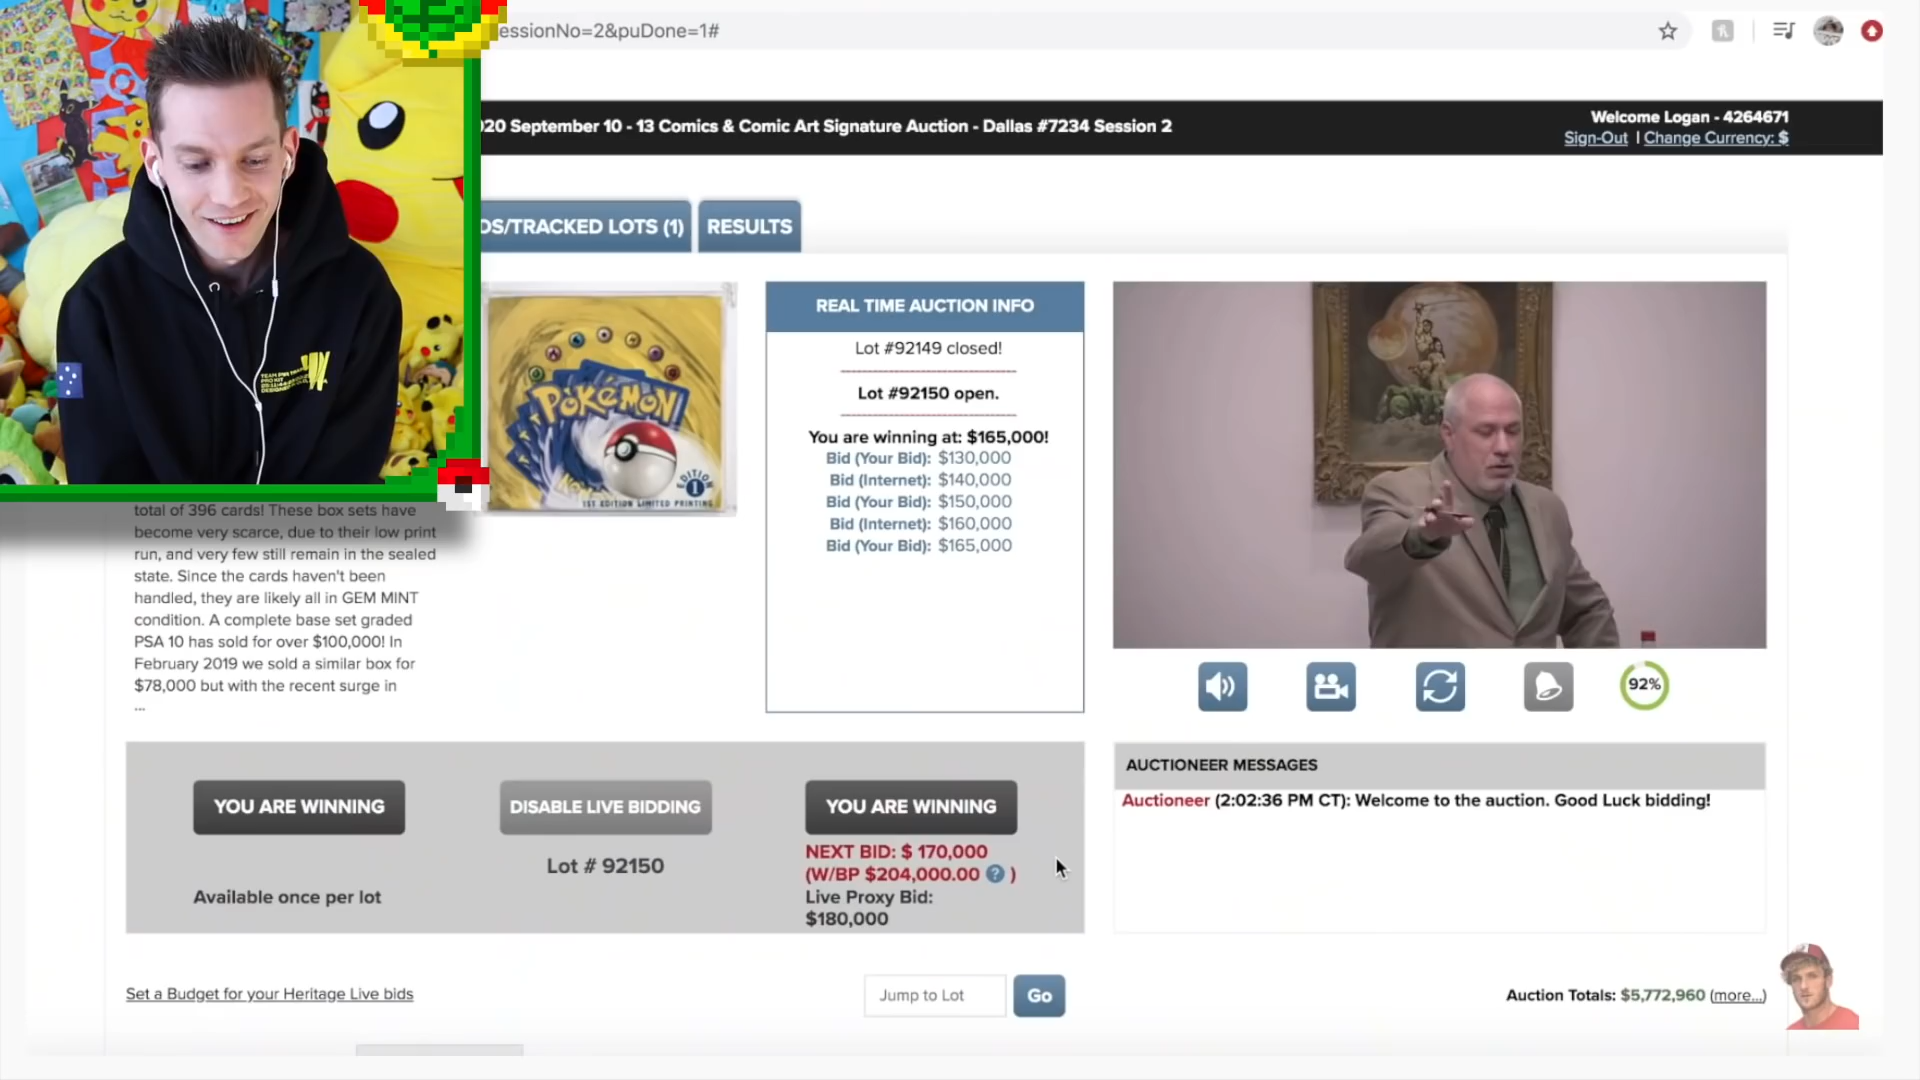 essionNo=2&puDone=1#
20 September 10 - 13 Comics & Comic Art Signature Auction - Dallas #7234 Session 2
Welcome Logan - 4264671
Sign-Out | Change Currency: $
DS/TRACKED LOTS (1)
RESULTS
POKéMON
EDITION
1
1ST EDITION LIMITED PRINTING
REAL TIME AUCTION INFO
Lot #92149 closed!
Lot #92150 open.
You are winning at: $165,000!
Bid (Your Bid): $130,000
Bid (Internet): $140,000
Bid (Your Bid): $150,000
Bid (Internet): $160,000
Bid (Your Bid): $165,000
total of 396 cards! These box sets have
become very scarce, due to their low print
run, and very few still remain in the sealed
state. Since the cards haven't been
handled, they are likely all in GEM MINT
condition. A complete base set graded
PSA 10 has sold for over $100,000! In
February 2019 we sold a similar box for
$78,000 but with the recent surge in
...
92%
YOU ARE WINNING
Available once per lot
DISABLE LIVE BIDDING
Lot # 92150
YOU ARE WINNING
NEXT BID: $ 170,000
(W/BP $204,000.00 ? )
Live Proxy Bid:
$180,000
AUCTIONEER MESSAGES
Auctioneer (2:02:36 PM CT): Welcome to the auction. Good Luck bidding!
Set a Budget for your Heritage Live bids
Jump to Lot
Go
Auction Totals: $5,772,960 (more...)